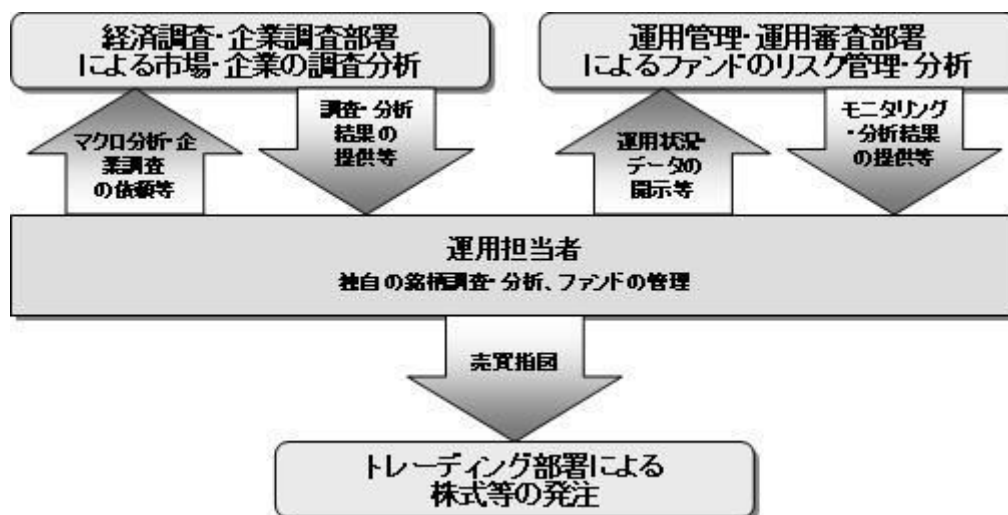 経済調査・企業調査部署
による市場・企業の調査分析
運用管理・運用審査部署
によるファンドのリスク管理・分析
マクロ分析・企
業調査
の依頼等
調査・分析
結果の
提供等
運用状況・
データの
開示等
モニタリング
・分析結果
の提供等
運用担当者
独自の銘柄調査・分析、ファンドの管理
売買指図
トレーディング部署による
株式等の発注